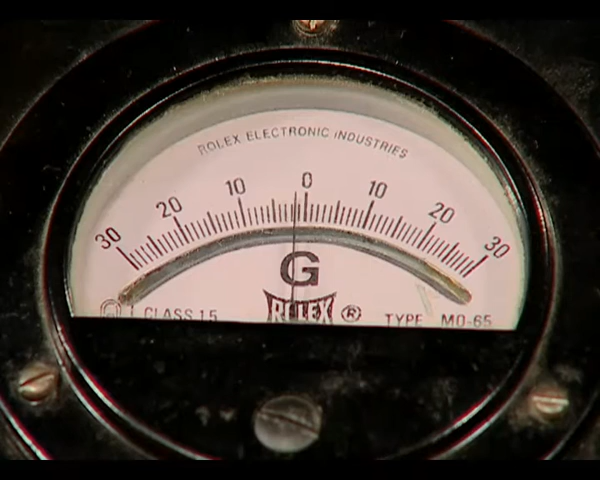 ROLEX ELECTRONIC INDUSTRIES
30 20 10 0 10 20 30
G
CLASS 1.5 RELEX ® TYPE MO-65